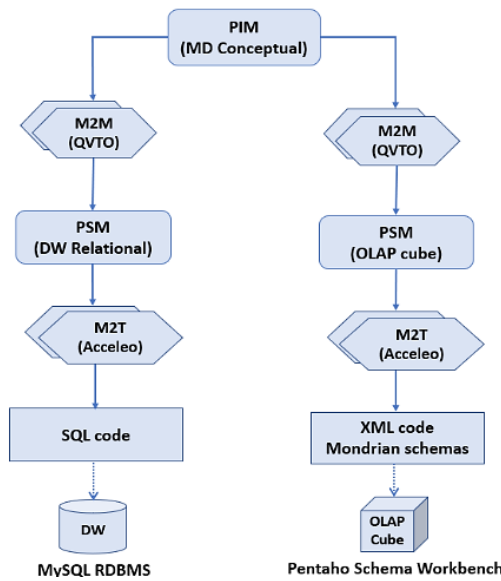 PIM
(MD Conceptual)
M2M
(QVTO)
M2M
(QVTO)
PSM
(DW Relational)
PSM
(OLAP cube)
M2T
(Acceleo)
M2T
(Acceleo)
SQL code
XML code
Mondrian schemas
DW
OLAP
Cube
MySQL RDBMS
Pentaho Schema Workbench